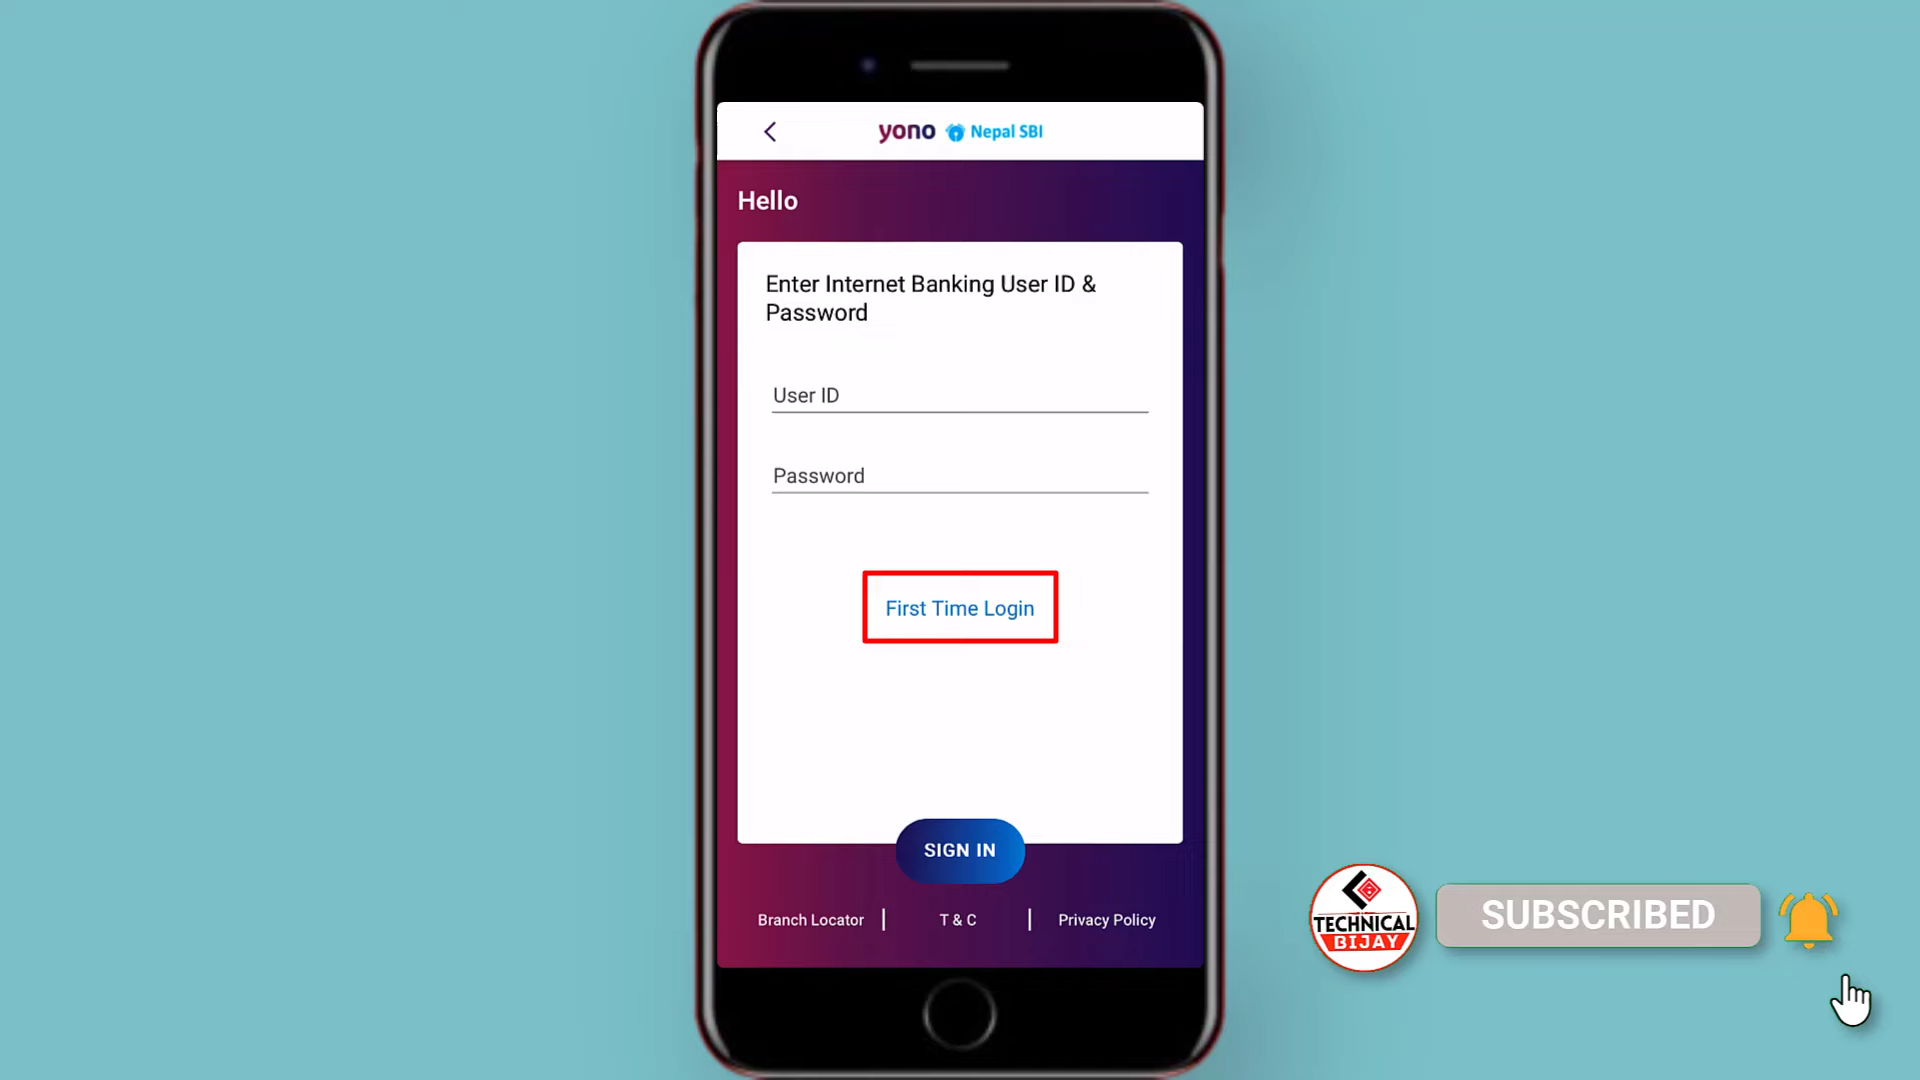 yono Nepal SBI
Hello
Enter Internet Banking User ID &
Password
User ID
Password
First Time Login
SIGN IN
Branch Locator | T & C | Privacy Policy
TECHNICAL
BIJAY
SUBSCRIBED